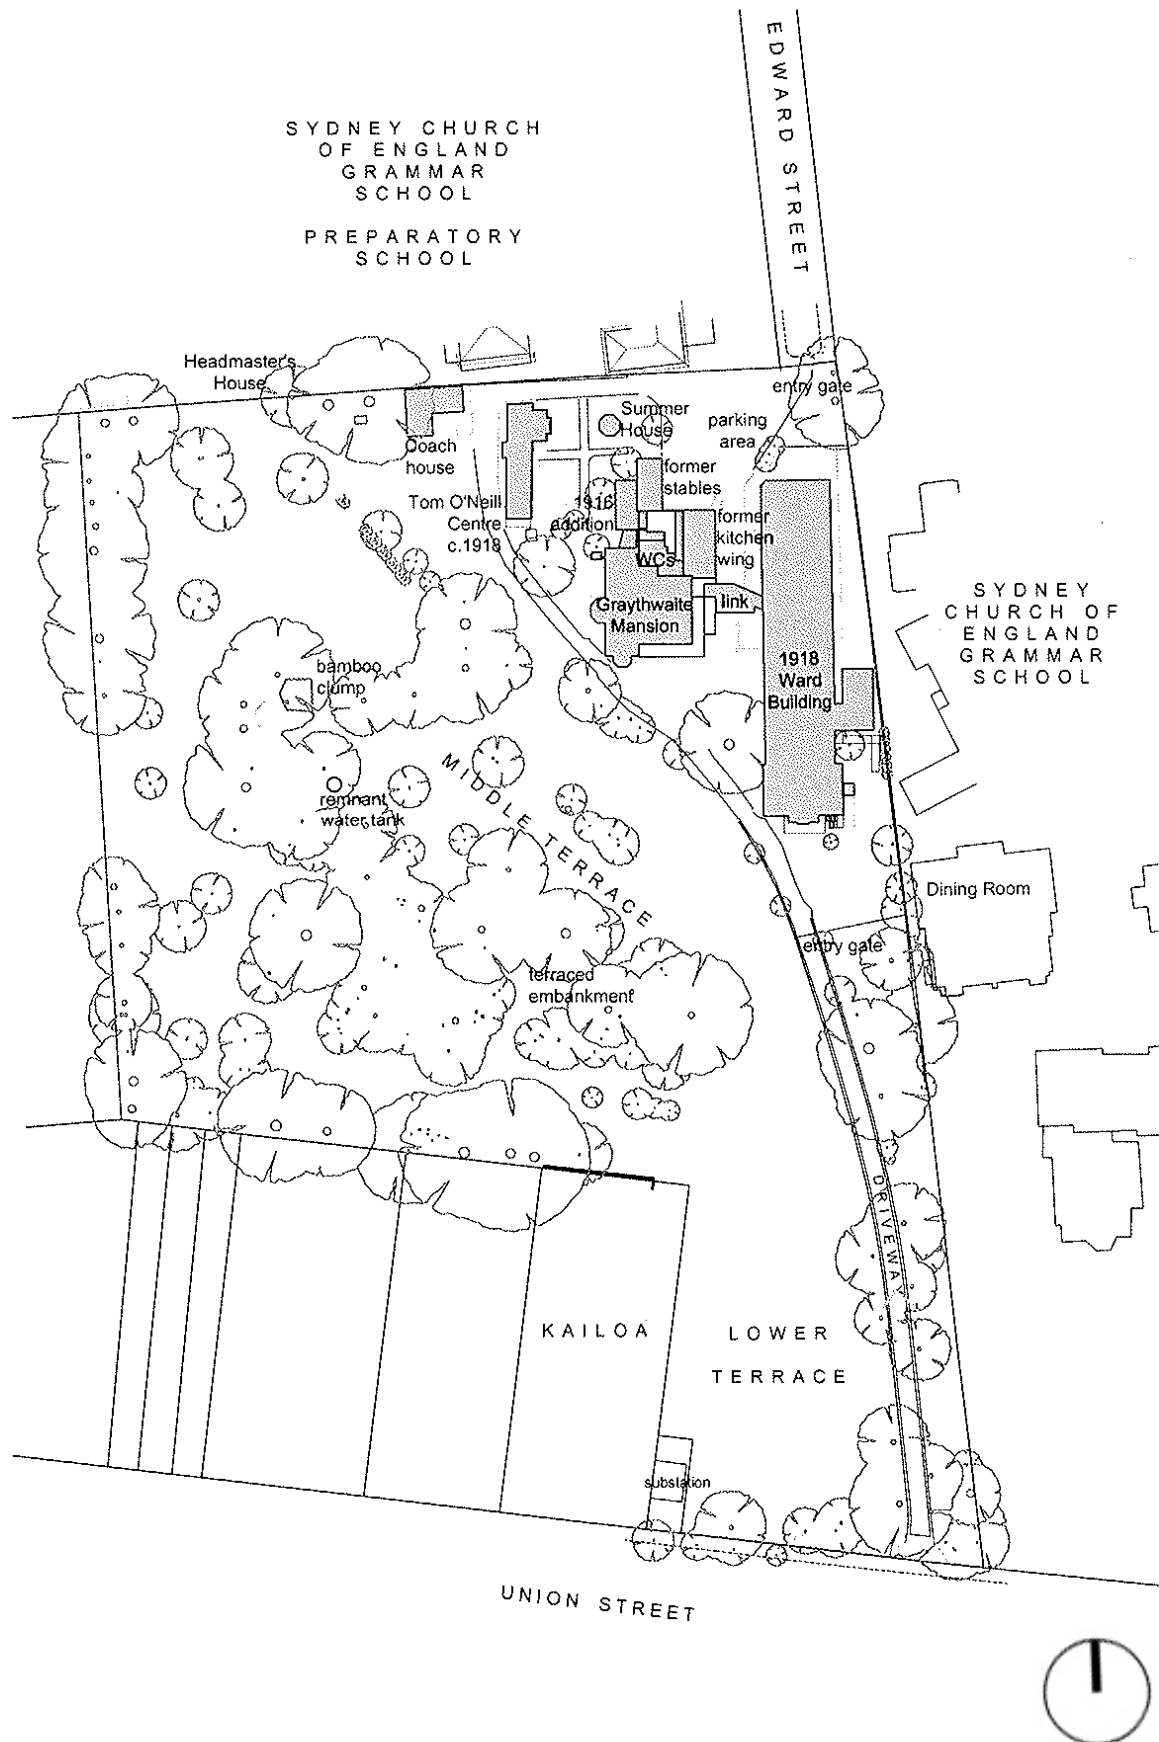 EDWARD STREET
SYDNEY CHURCH
OF ENGLAND
GRAMMAR
SCHOOL
PREPARATORY
SCHOOL
Headmaster's
House
entry gate
Summer
House
parking
area
Coach
house
former
stables
Tom O'Neill
Centre
c.1918
1916
addition
former
kitchen
wing
WCs
Graythwaite
Mansion
link
SYDNEY
CHURCH OF
ENGLAND
GRAMMAR
SCHOOL
1918
Ward
Building
bamboo
clump
MIDDLE TERRACE
remnant
water tank
Dining Room
entry gate
terraced
embankment
DRIVEWAY
KAILOA
LOWER
TERRACE
substation
UNION STREET